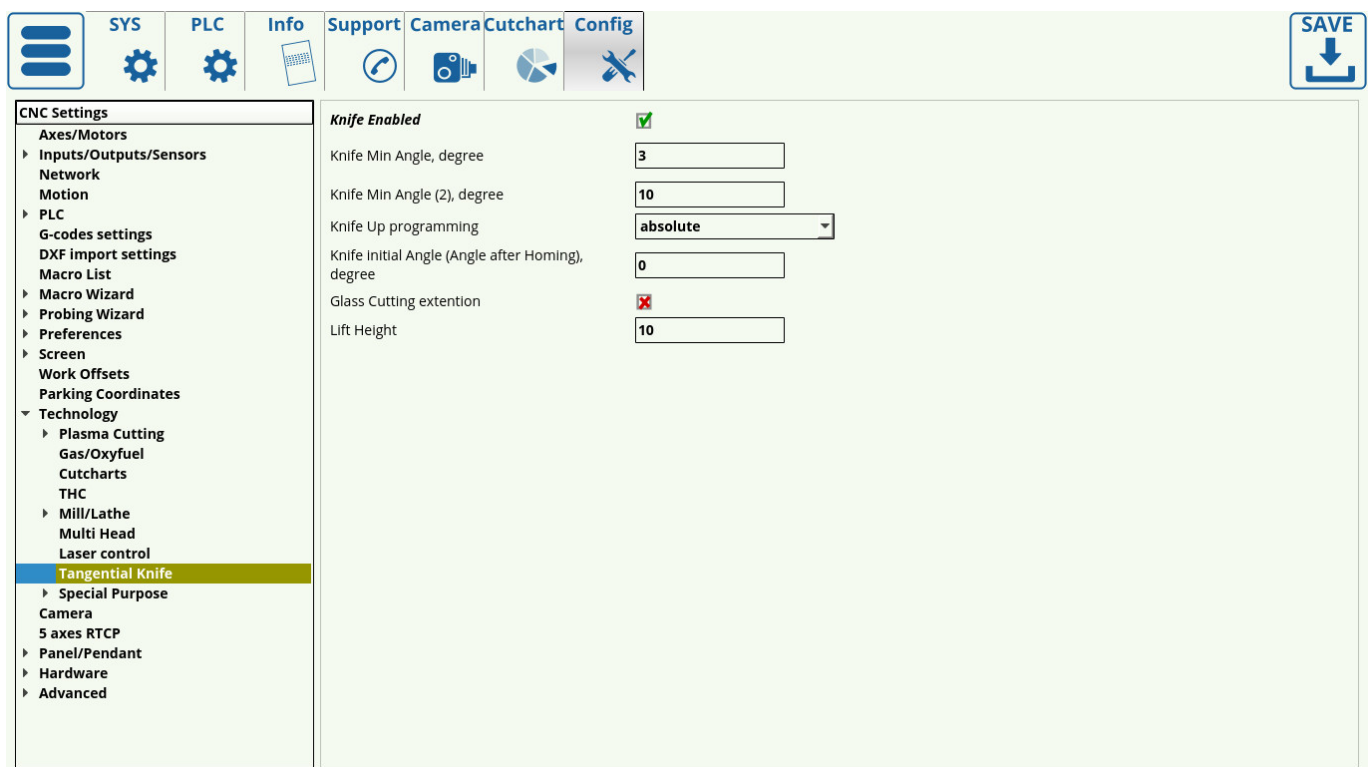 SYS
PLC
Info
Support
Camera
Cutchart
Config
SAVE
CNC Settings
Axes/Motors
Inputs/Outputs/Sensors
Network
Motion
PLC
G-codes settings
DXF import settings
Macro List
Macro Wizard
Probing Wizard
Preferences
Screen
Work Offsets
Parking Coordinates
Technology
Plasma Cutting
Gas/Oxyfuel
Cutcharts
THC
Mill/Lathe
Multi Head
Laser control
Tangential Knife
Special Purpose
Camera
5 axes RTCP
Panel/Pendant
Hardware
Advanced
Knife Enabled
Knife Min Angle, degree
3
Knife Min Angle (2), degree
10
Knife Up programming
absolute
Knife initial Angle (Angle after Homing),
degree
0
Glass Cutting extention
Lift Height
10